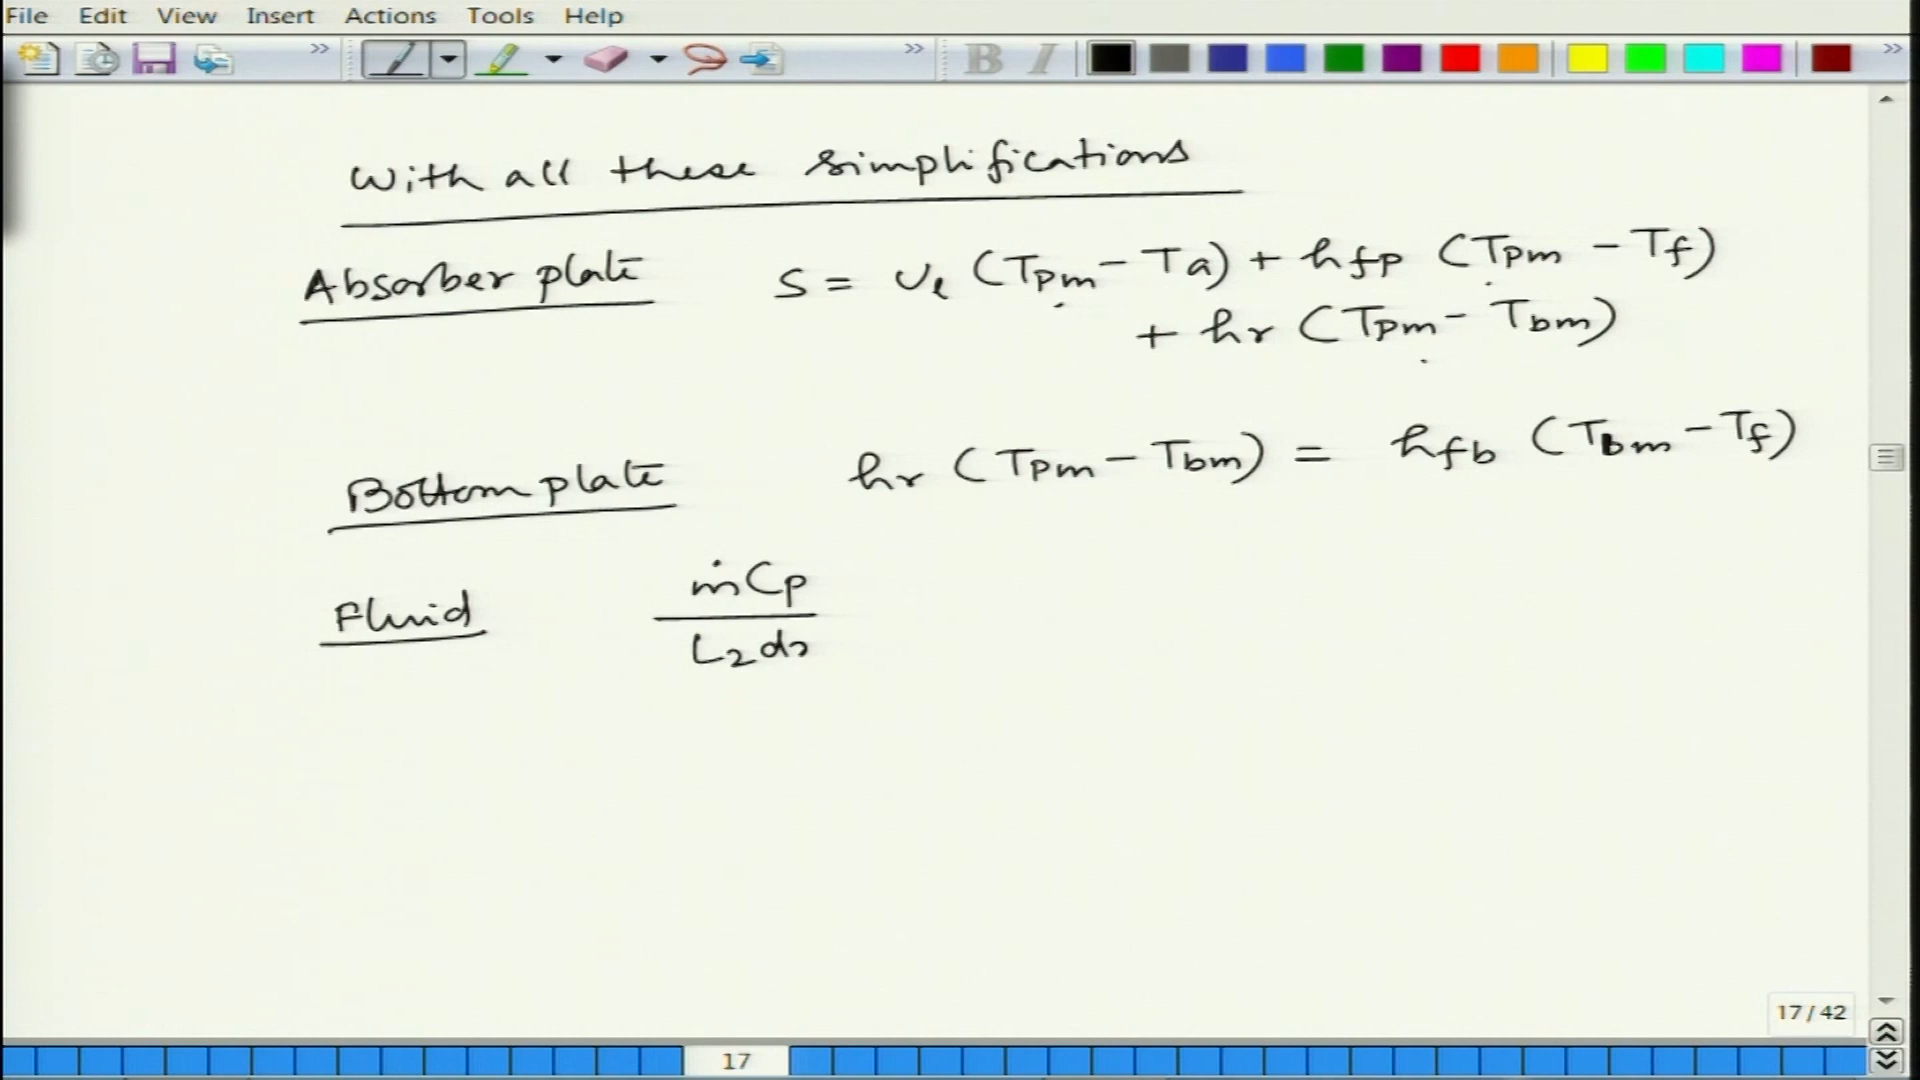 File Edit View Insert Actions Tools Help
With all these simplifications
Absorber plate S = Ul (Tpm - Ta) + hfp (Tpm - Tf)
+ hr (Tpm - Tbm)
Bottom plate hr (Tpm - Tbm) = hfb (Tbm - Tf)
Fluid ṁCp
L2dx
17 / 42
17